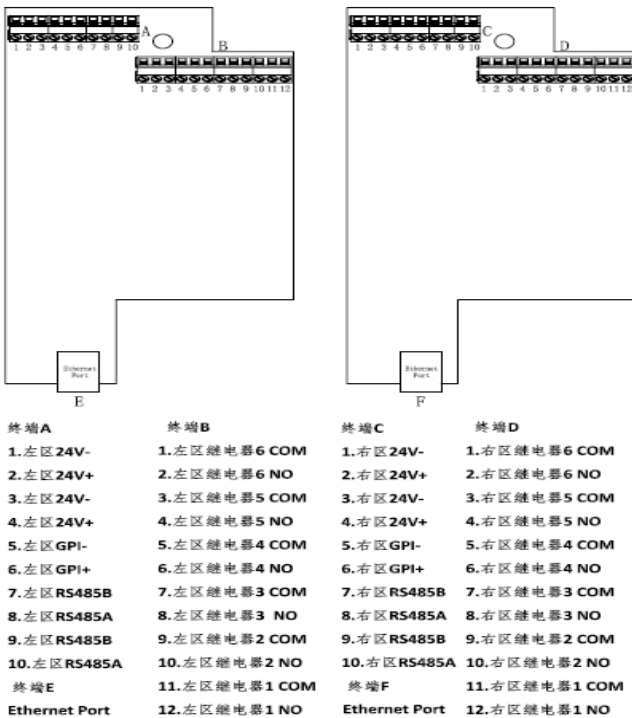 A
1 2 3 4 5 6 7 8 9 10
B
1 2 3 4 5 6 7 8 9 10 11 12
Ethernet
Port
E
C
1 2 3 4 5 6 7 8 9 10
D
1 2 3 4 5 6 7 8 9 10 11 12
Ethernet
Port
F
终端A
1.左区24V-
2.左区24V+
3.左区24V-
4.左区24V+
5.左区GPI-
6.左区GPI+
7.左区RS485B
8.左区RS485A
9.左区RS485B
10.左区RS485A
终端E
Ethernet Port
终端B
1.左区继电器6 COM
2.左区继电器6 NO
3.左区继电器5 COM
4.左区继电器5 NO
5.左区继电器4 COM
6.左区继电器4 NO
7.左区继电器3 COM
8.左区继电器3 NO
9.左区继电器2 COM
10.左区继电器2 NO
11.左区继电器1 COM
12.左区继电器1 NO
终端C
1.右区24V-
2.右区24V+
3.右区24V-
4.右区24V+
5.右区GPI-
6.右区GPI+
7.右区RS485B
8.右区RS485A
9.右区RS485B
10.右区RS485A
终端F
Ethernet Port
终端D
1.右区继电器6 COM
2.右区继电器6 NO
3.右区继电器5 COM
4.右区继电器5 NO
5.右区继电器4 COM
6.右区继电器4 NO
7.右区继电器3 COM
8.右区继电器3 NO
9.右区继电器2 COM
10.右区继电器2 NO
11.右区继电器1 COM
12.右区继电器1 NO